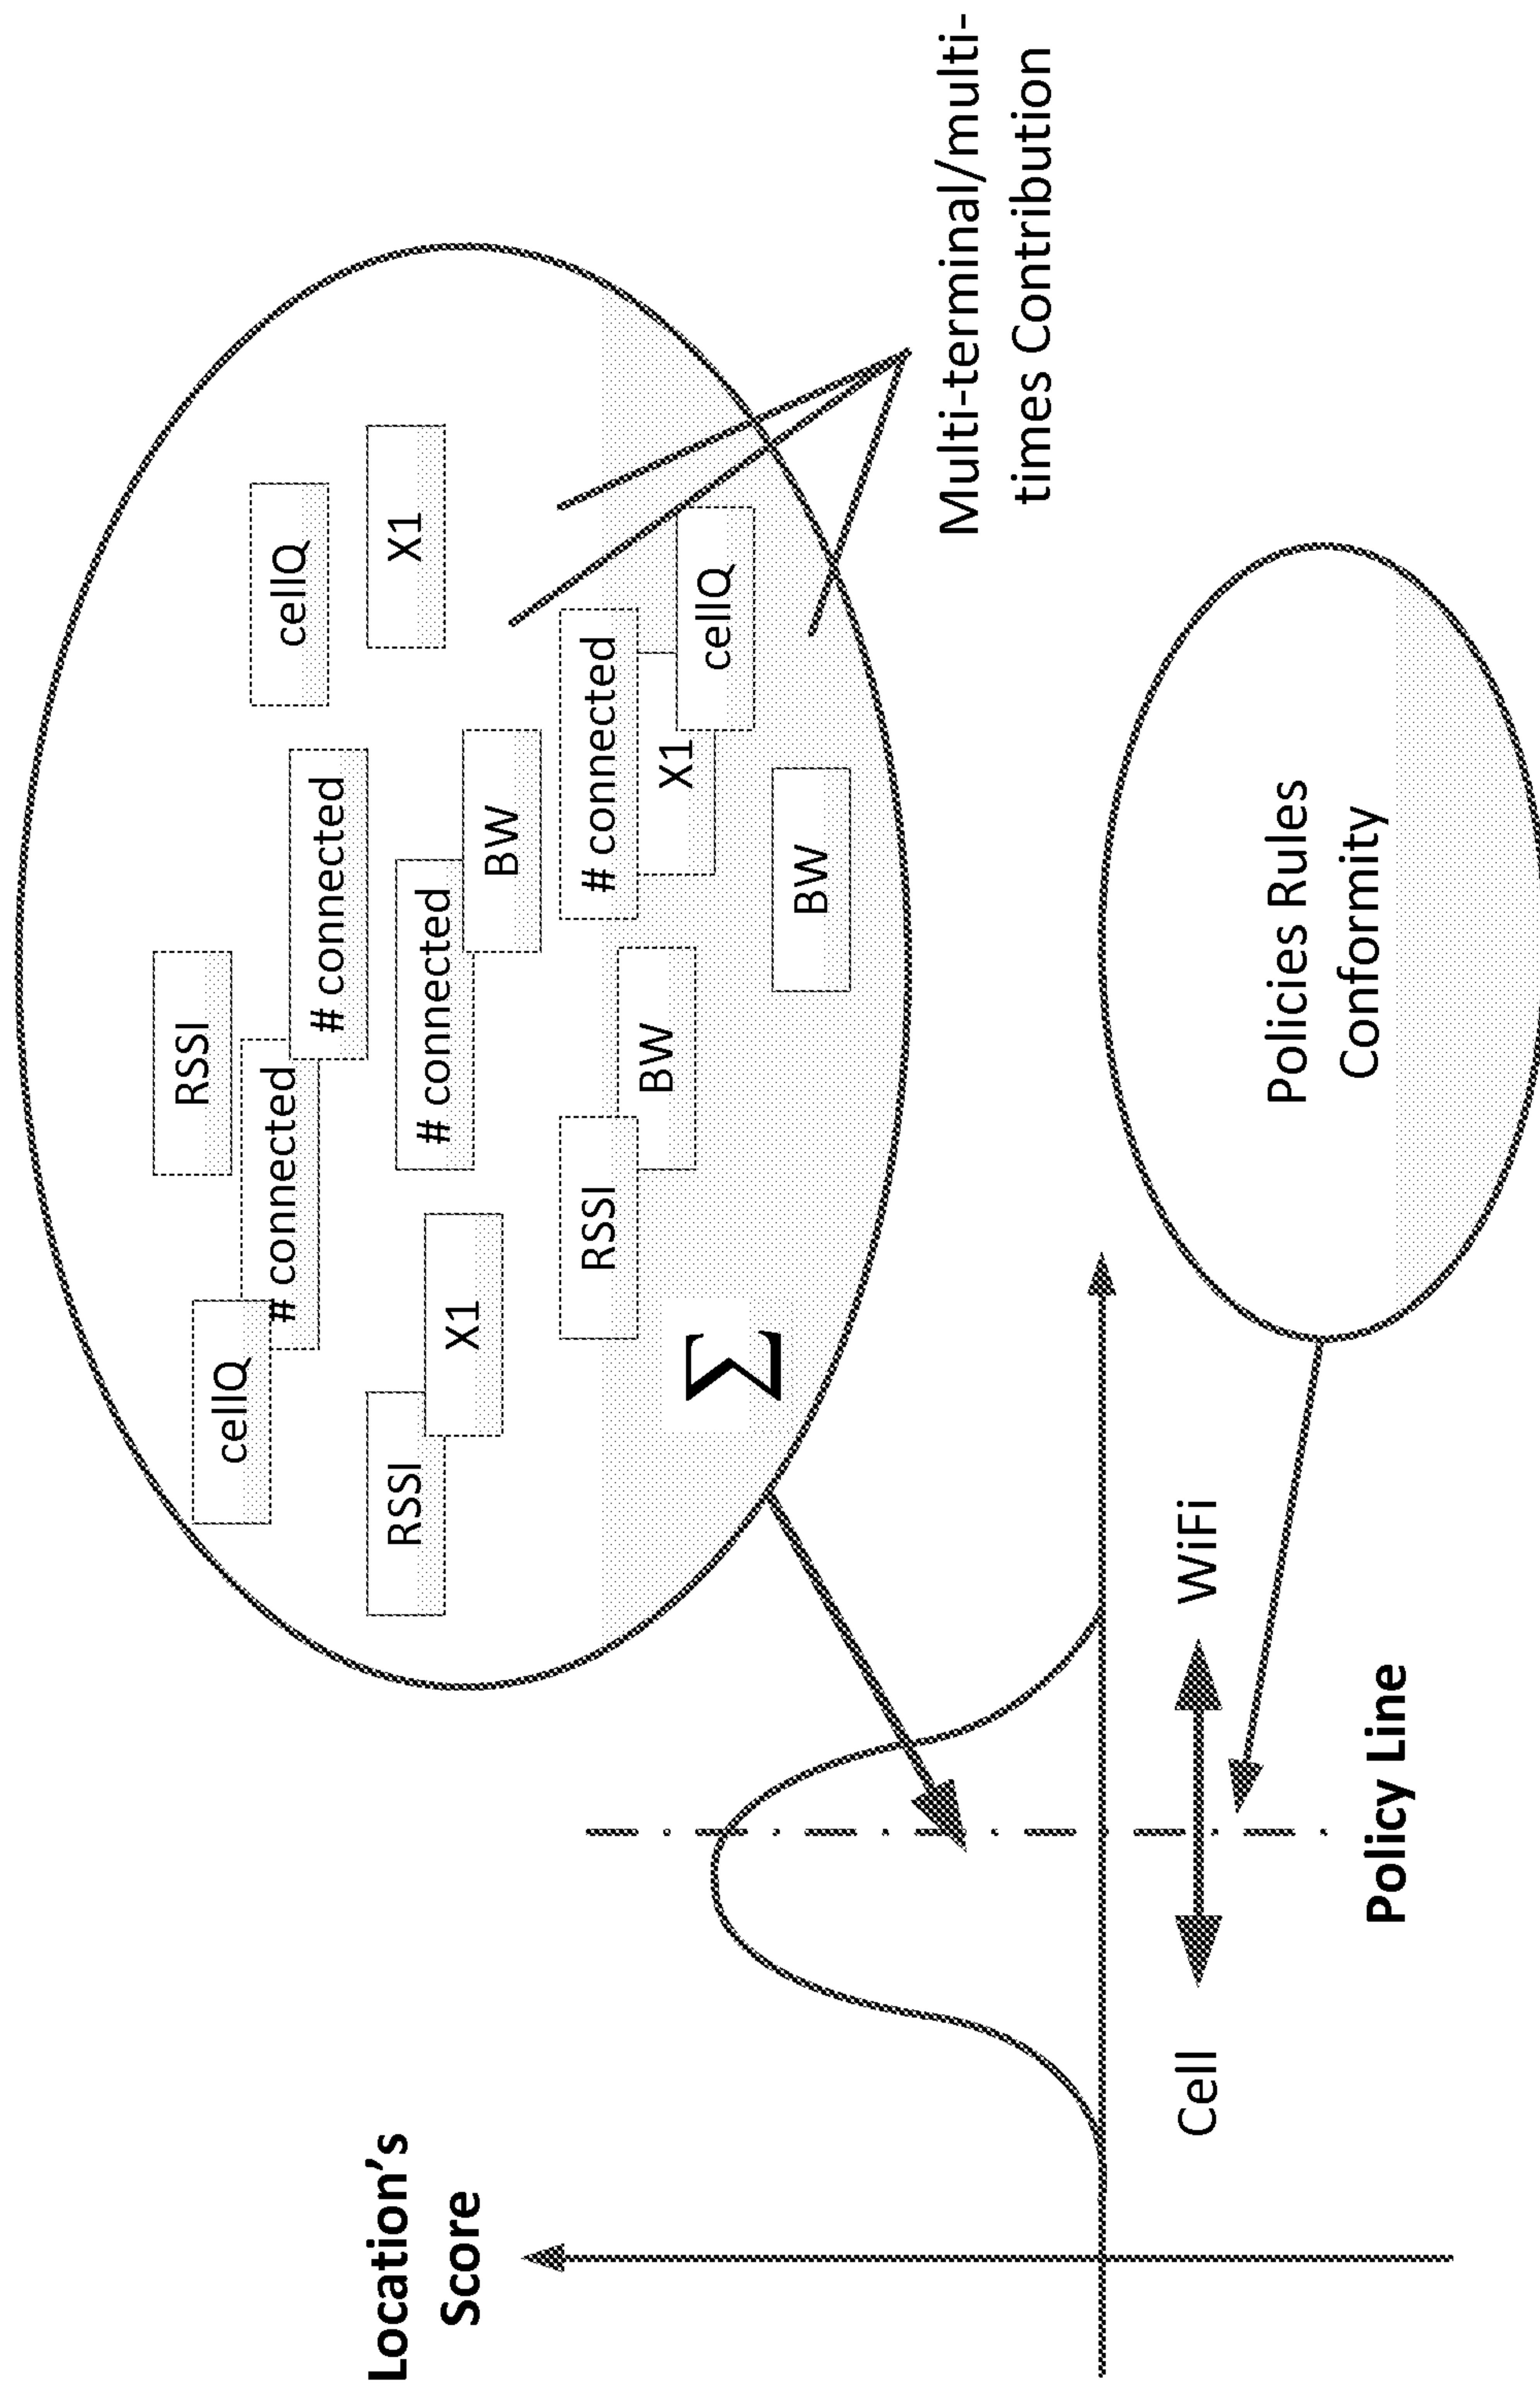 Location's
Score
RSSI
cellQ
# connected
cellQ
# connected
RSSI
X1
# connected
X1
BW
RSSI
# connected
BW
X1
cellQ
Σ
BW
Multi-terminal/multi-
times Contribution
Cell
WiFi
Policy Line
Policies Rules
Conformity